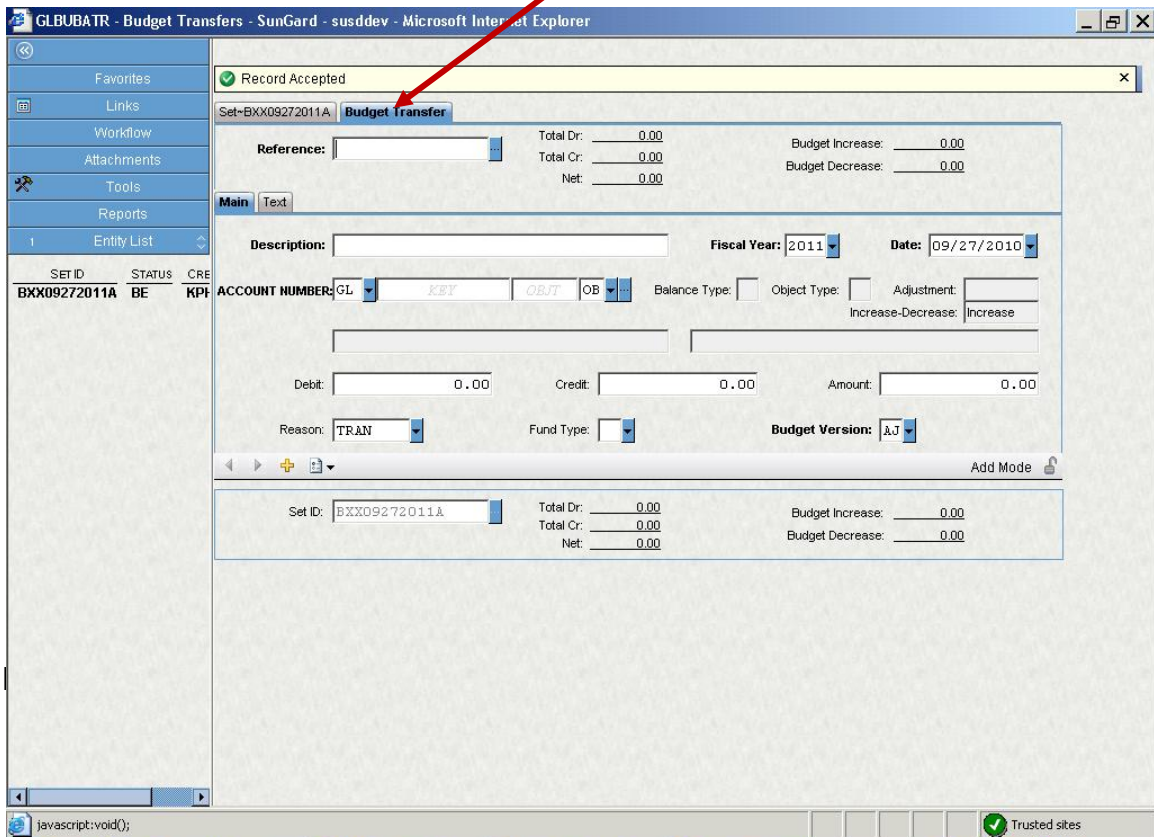 GLBUBATR - Budget Transfers - SunGard - susddev - Microsoft Internet Explorer
Favorites
Links
Workflow
Attachments
Tools
Reports
1 Entity List
SET ID STATUS CRE
BXX09272011A BE KPH
Record Accepted
Set~BXX09272011A Budget Transfer
Reference: Total Dr: 0.00 Budget Increase: 0.00
Total Cr: 0.00 Budget Decrease: 0.00
Net: 0.00
Main Text
Description: Fiscal Year: 2011 Date: 09/27/2010
ACCOUNT NUMBER: GL KEY OBJT OB Balance Type: Object Type: Adjustment:
Increase-Decrease: Increase
Debit: 0.00 Credit: 0.00 Amount: 0.00
Reason: TRAN Fund Type: Budget Version: AJ
Add Mode
Set ID: BXX09272011A Total Dr: 0.00 Budget Increase: 0.00
Total Cr: 0.00 Budget Decrease: 0.00
Net: 0.00
javascript:void(); Trusted sites